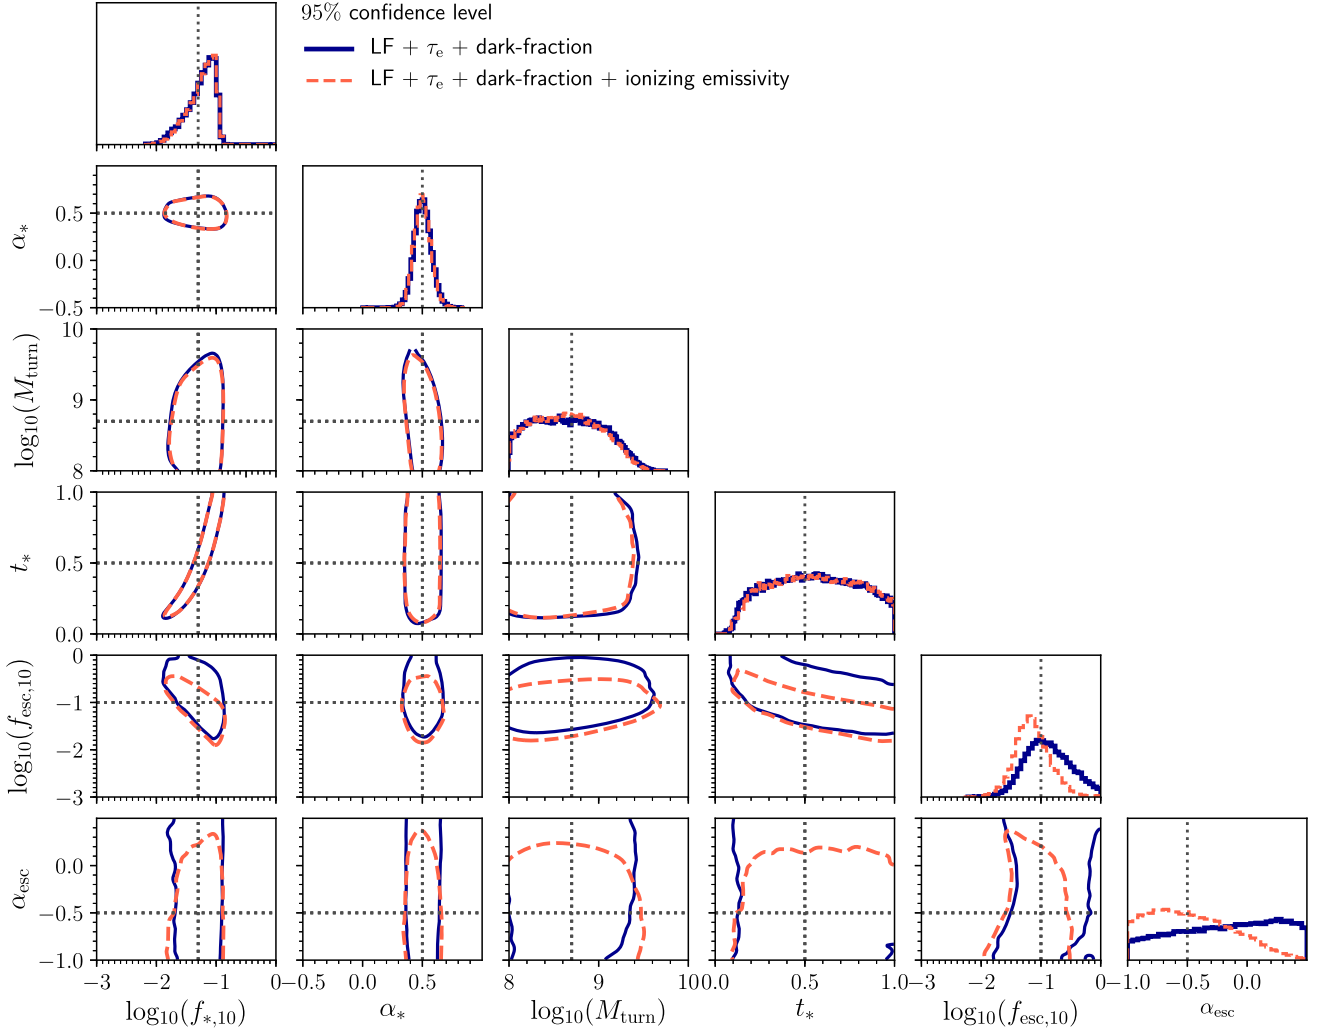 95% confidence level
LF + τe + dark-fraction
LF + τe + dark-fraction + ionizing emissivity
α*
0.5
0.0
−0.5
log10(Mturn)
10
9
8
t*
1.0
0.5
0.0
log10(fesc,10)
0
−1
−2
−3
αesc
0.0
−0.5
−1.0
−3 −2 −1 0 −0.5 0.0 0.5 8 9 10 0.0 0.5 1.0 −3 −2 −1 0 −1.0 −0.5 0.0
log10(f*,10) α* log10(Mturn) t* log10(fesc,10) αesc